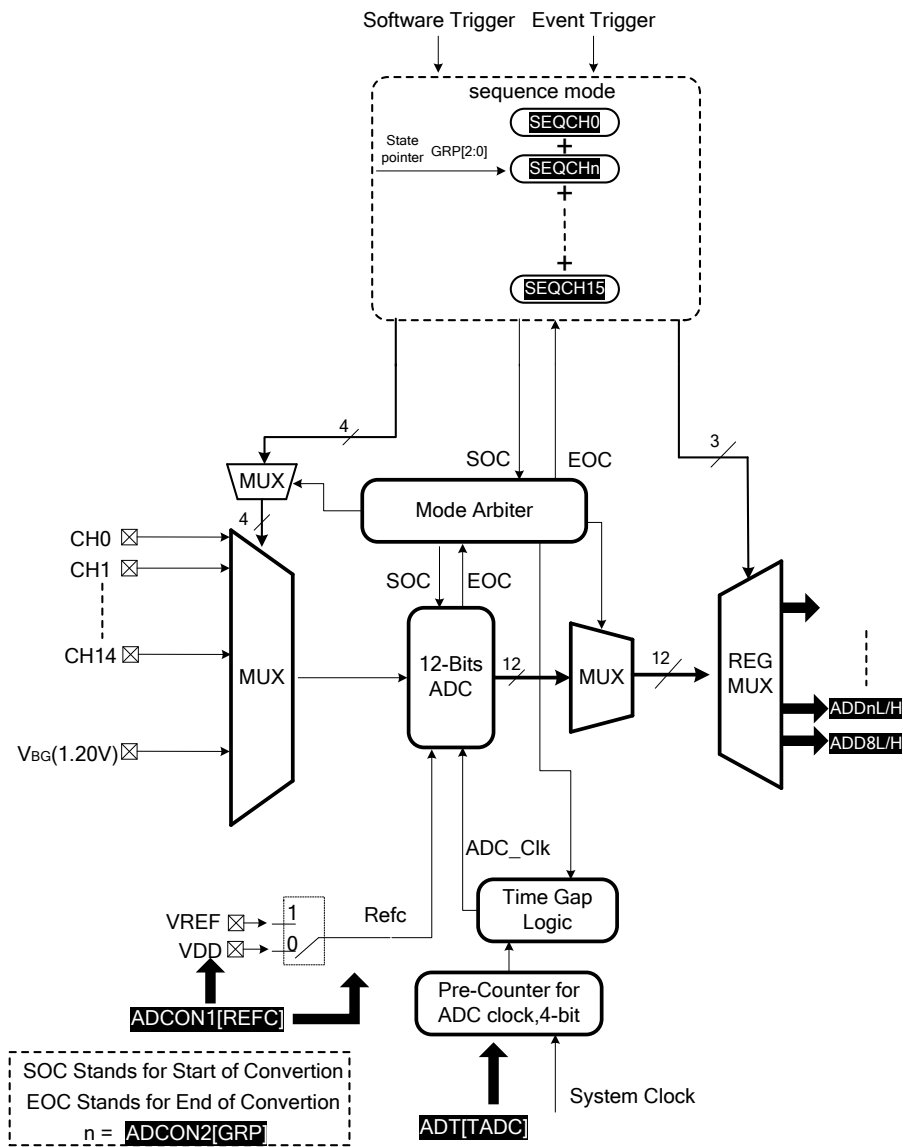 Software Trigger Event Trigger
sequence mode
SEQCH0
+
State
pointer GRP[2:0]
SEQCHn
+
+
SEQCH15
4
3
SOC EOC
MUX
Mode Arbiter
4
CH0
CH1
SOC EOC
CH14
MUX
12-Bits
ADC
12
MUX
12
REG
MUX
ADDnL/H
ADD8L/H
VBG(1.20V)
ADC_Clk
Time Gap
Logic
VREF
1
Refc
VDD
0
Pre-Counter for
ADC clock,4-bit
ADCON1[REFC]
SOC Stands for Start of Convertion
EOC Stands for End of Convertion
n = ADCON2[GRP]
System Clock
ADT[TADC]